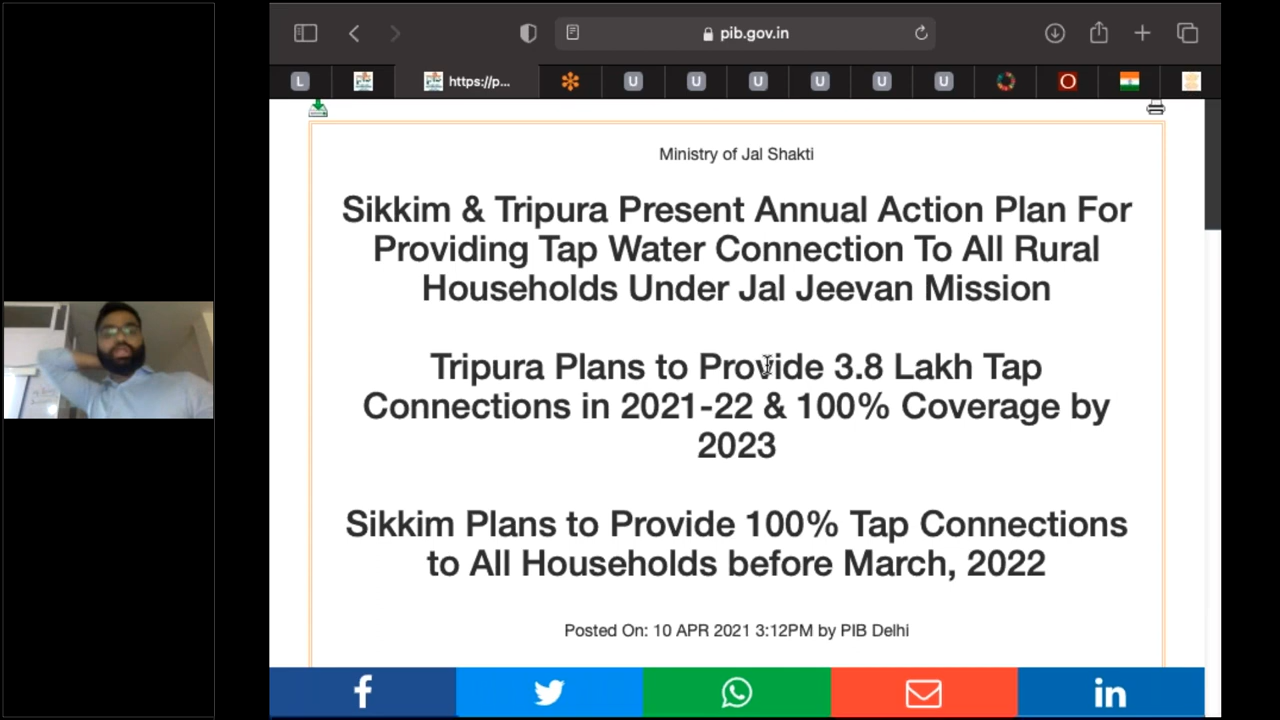 pib.gov.in
L
https://p...
U
U
U
U
U
U
O
Ministry of Jal Shakti
Sikkim & Tripura Present Annual Action Plan For
Providing Tap Water Connection To All Rural
Households Under Jal Jeevan Mission
Tripura Plans to Provide 3.8 Lakh Tap
Connections in 2021-22 & 100% Coverage by
2023
Sikkim Plans to Provide 100% Tap Connections
to All Households before March, 2022
Posted On: 10 APR 2021 3:12PM by PIB Delhi
f
in